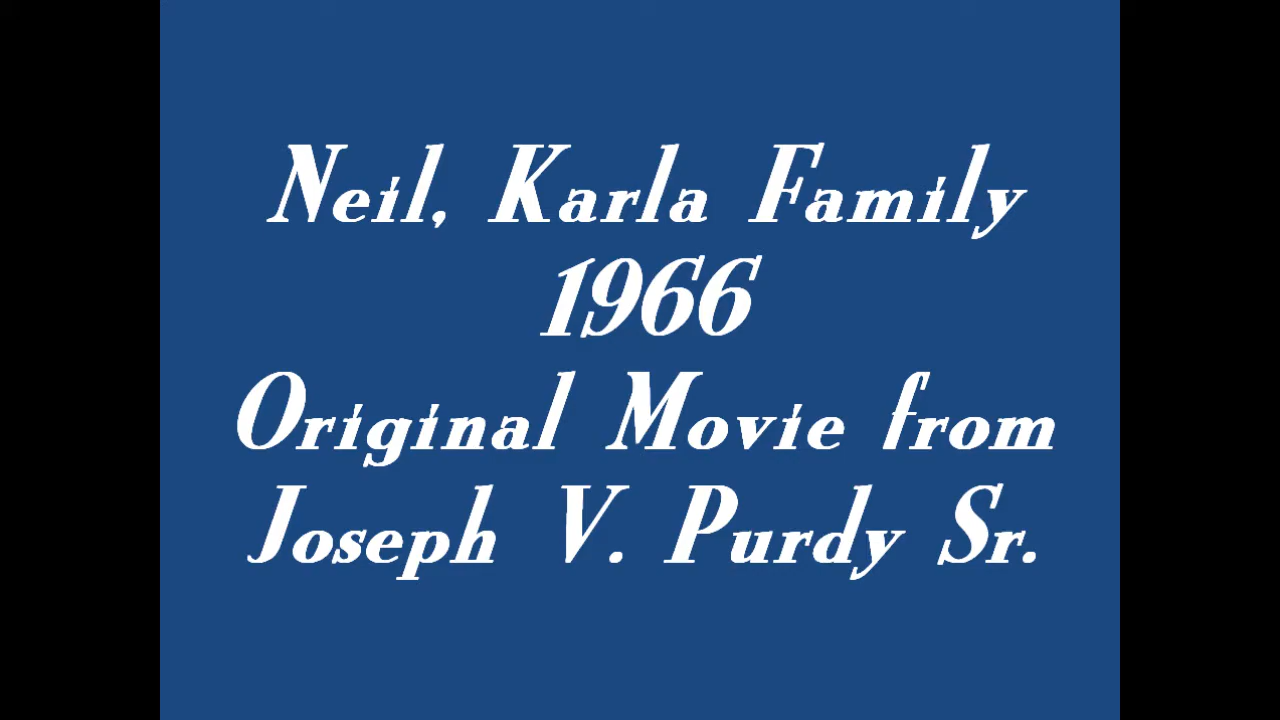 Neil, Karla Family
1966
Original Movie from
Joseph V. Purdy Sr.